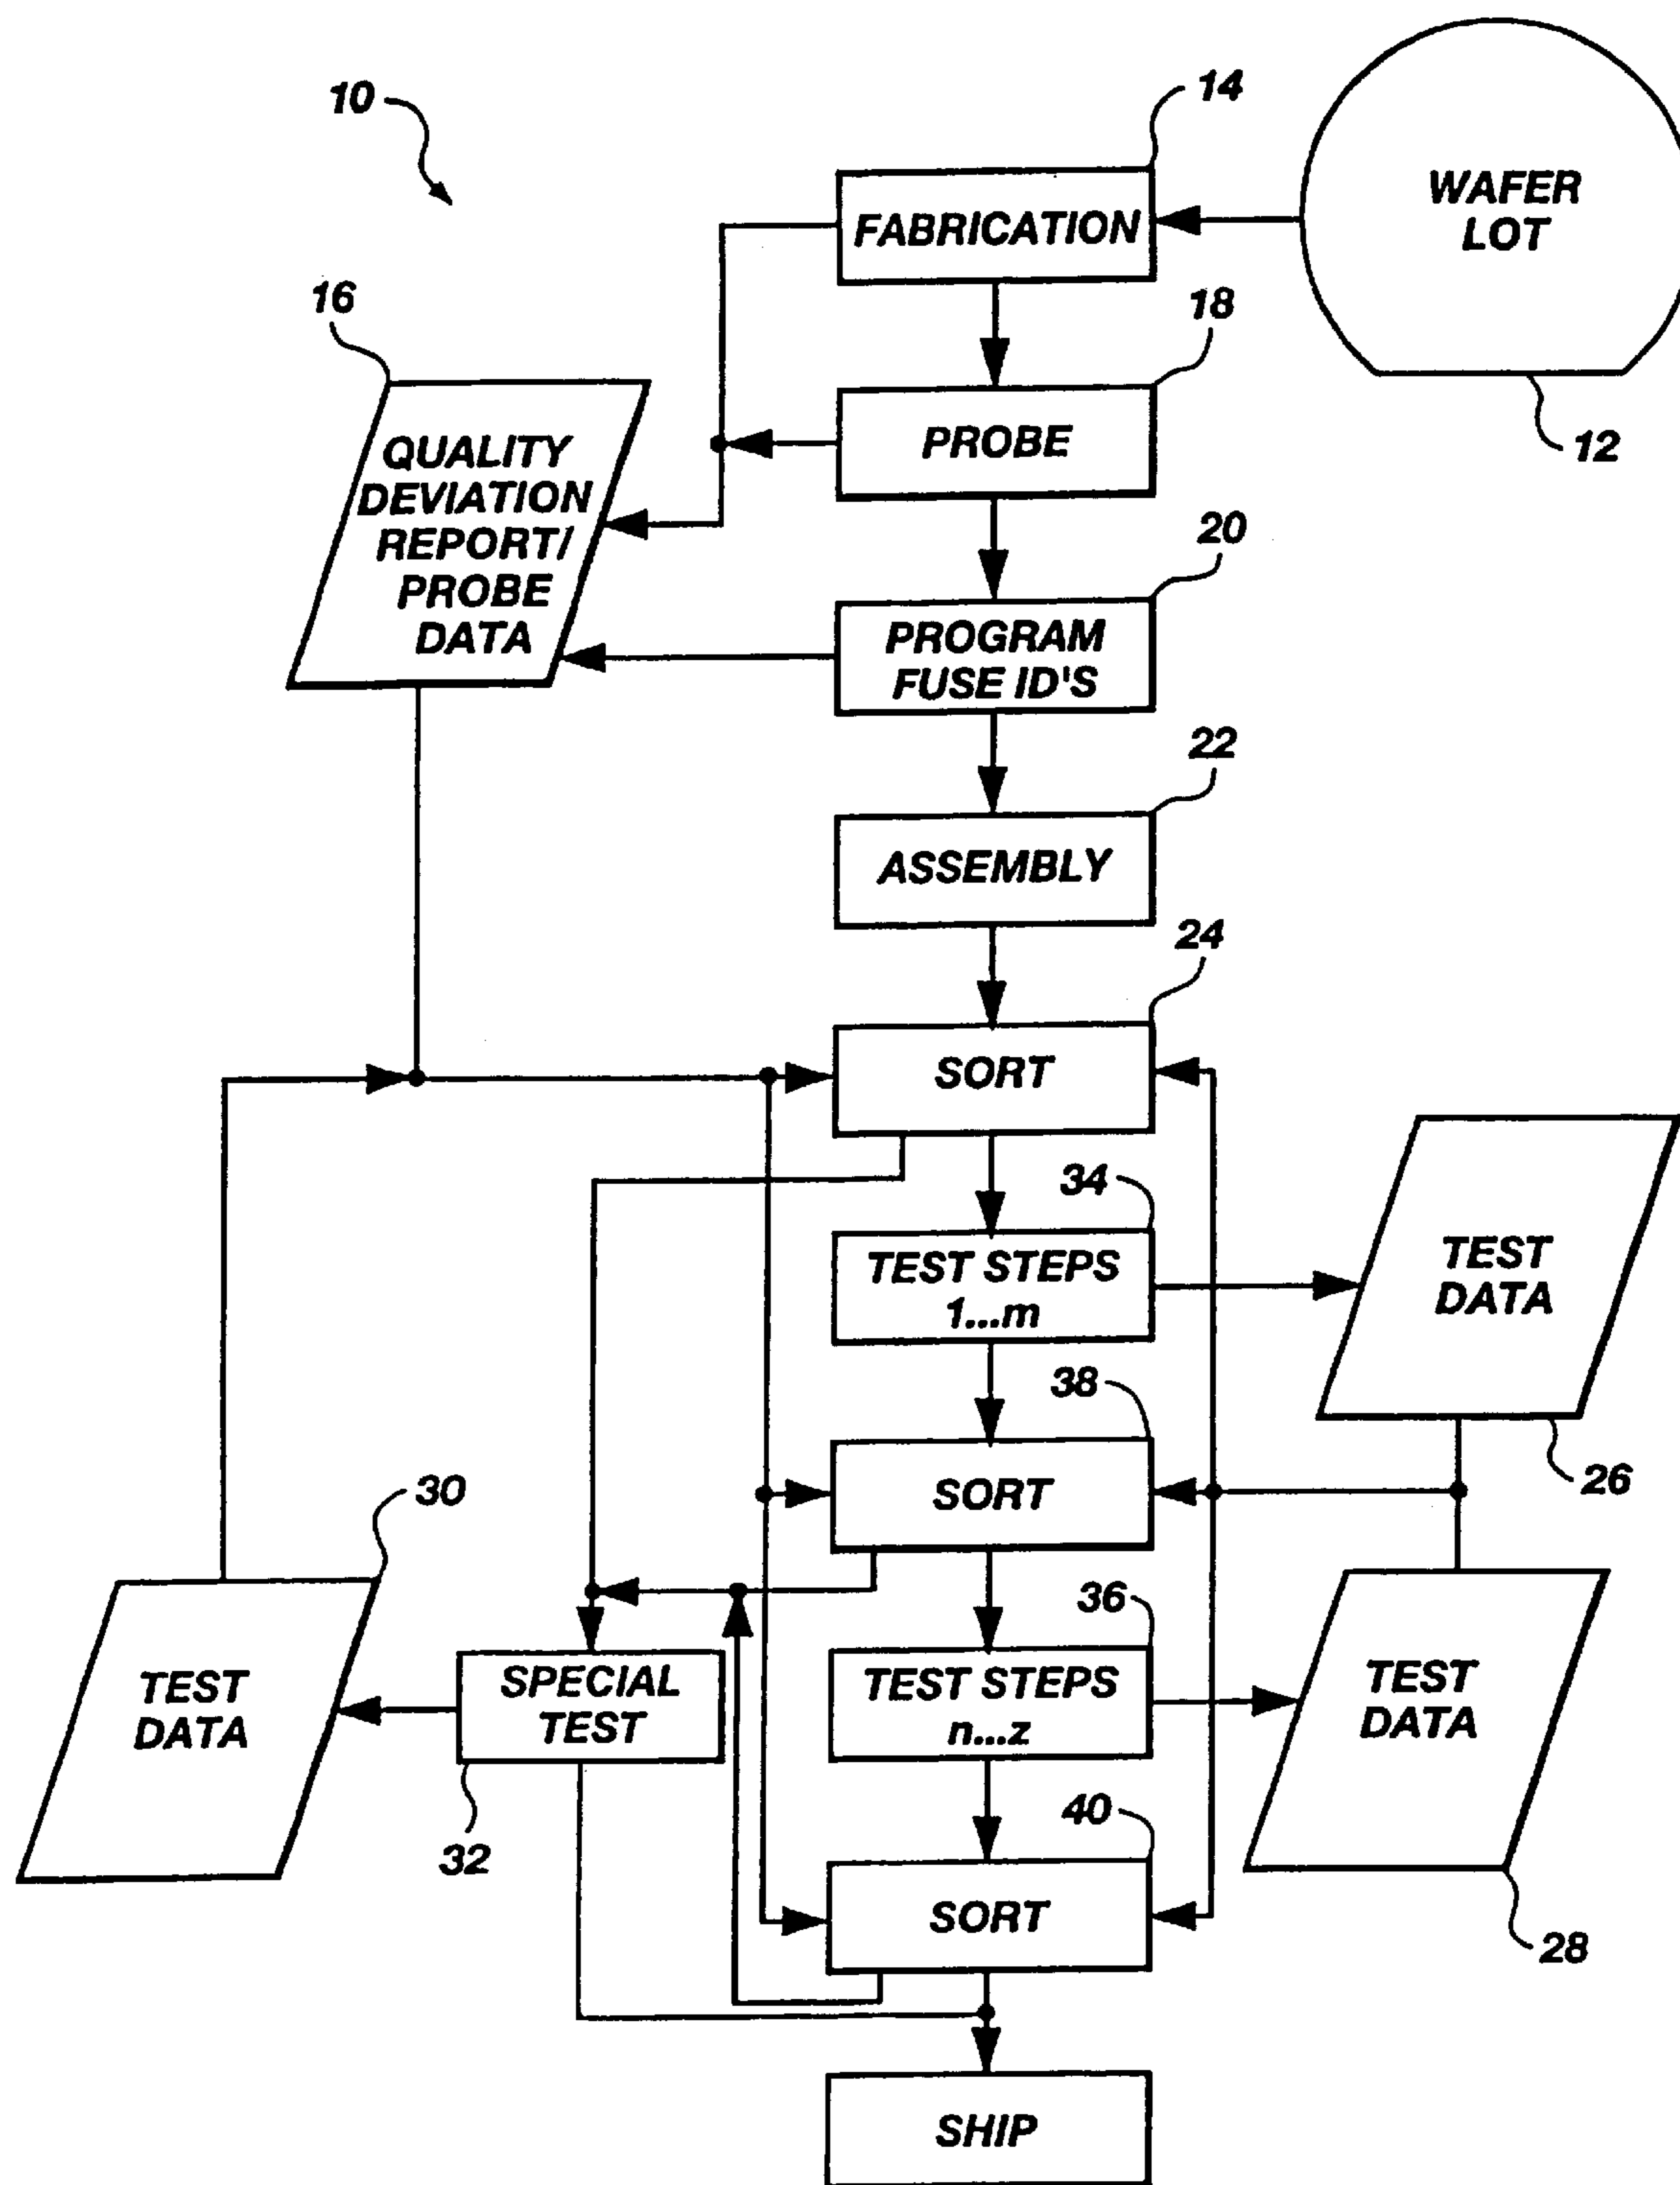 10
14
FABRICATION
WAFER
LOT
12
16
18
QUALITY
DEVIATION
REPORT/
PROBE
DATA
PROBE
20
PROGRAM
FUSE ID'S
22
ASSEMBLY
24
SORT
34
TEST STEPS
1...m
TEST
DATA
26
38
SORT
30
TEST
DATA
SPECIAL
TEST
32
36
TEST STEPS
n...z
TEST
DATA
28
40
SORT
SHIP